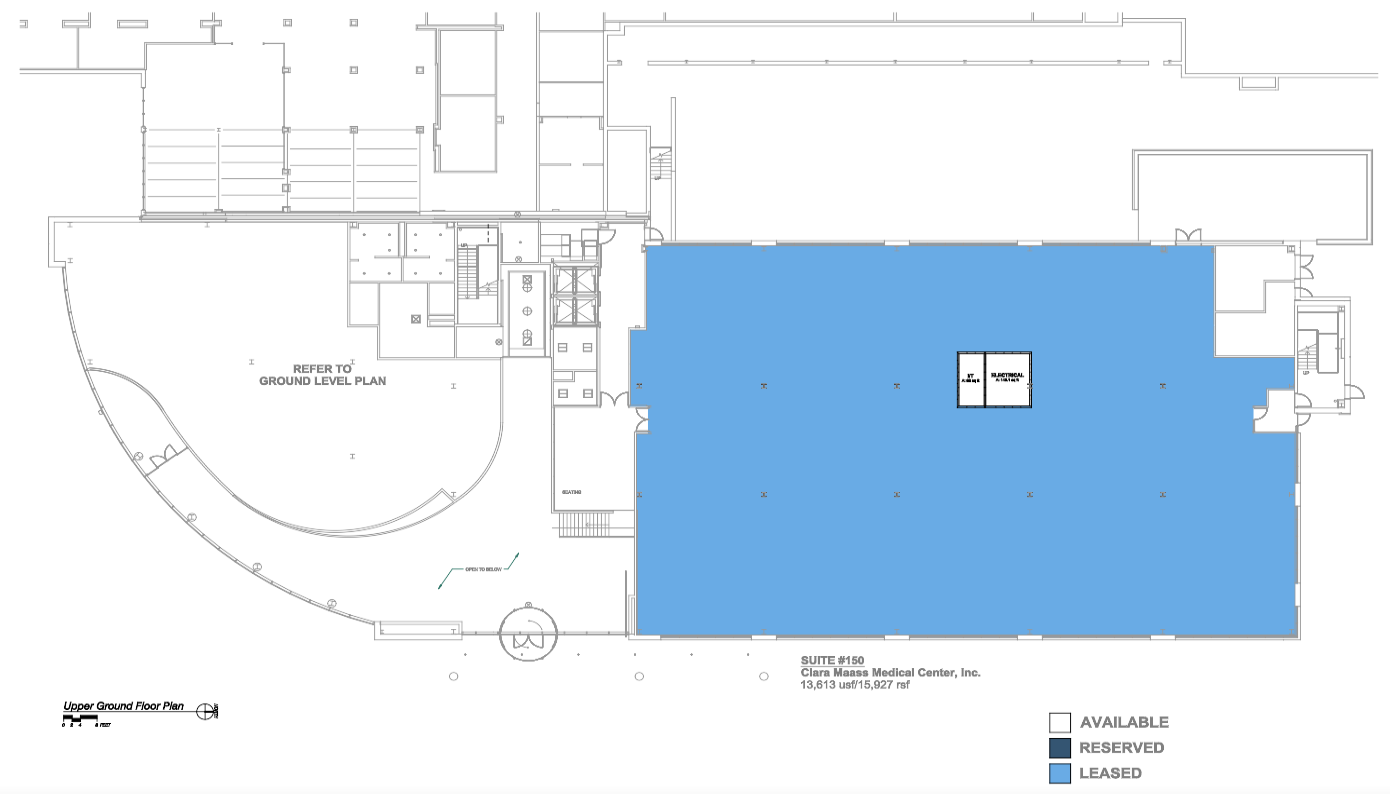 UP
UP
REFER TO
GROUND LEVEL PLAN
IT
ELECTRICAL
UP
SEATING
OPEN TO BELOW
SUITE #150
Clara Maass Medical Center, Inc.
13,613 usf/15,927 rsf
Upper Ground Floor Plan
0 2 4 8 FEET
AVAILABLE
RESERVED
LEASED